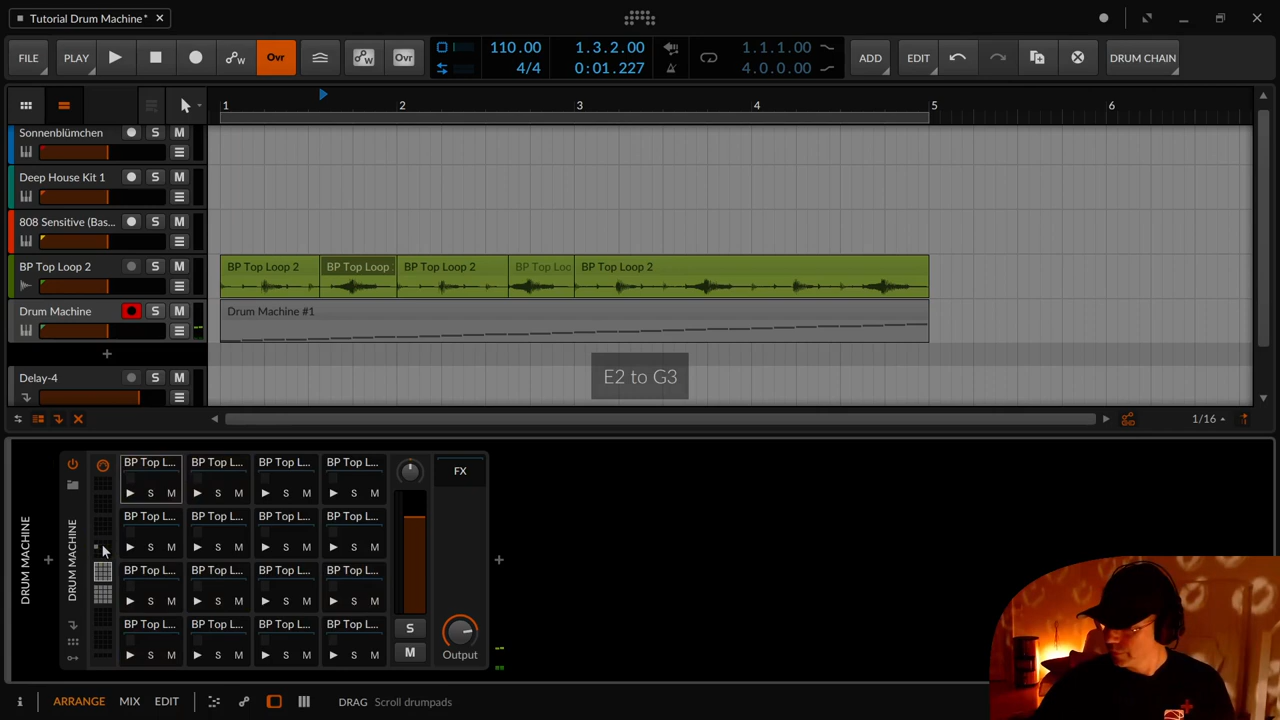 Tutorial Drum Machine*
FILE
PLAY
Ovr
Ovr
110.00
4/4
1.3.2.00
0:01.227
1.1.1.00
4.0.0.00
ADD
EDIT
DRUM CHAIN
1
2
3
4
5
6
Sonnenblümchen
S
M
Deep House Kit 1
S
M
808 Sensitive (Bas...
S
M
BP Top Loop 2
S
M
BP Top Loop 2
BP Top Loop
BP Top Loop 2
BP Top Loc
BP Top Loop 2
Drum Machine
S
M
Drum Machine #1
E2 to G3
Delay-4
S
M
1/16
DRUM MACHINE
DRUM MACHINE
BP Top L...
BP Top L...
BP Top L...
BP Top L...
S
M
S
M
S
M
S
M
BP Top L...
BP Top L...
BP Top L...
BP Top L...
S
M
S
M
S
M
S
M
BP Top L...
BP Top L...
BP Top L...
BP Top L...
S
M
S
M
S
M
S
M
BP Top L...
BP Top L...
BP Top L...
BP Top L...
S
M
S
M
S
M
S
M
S
M
FX
Output
i
ARRANGE
MIX
EDIT
DRAG
Scroll drumpads